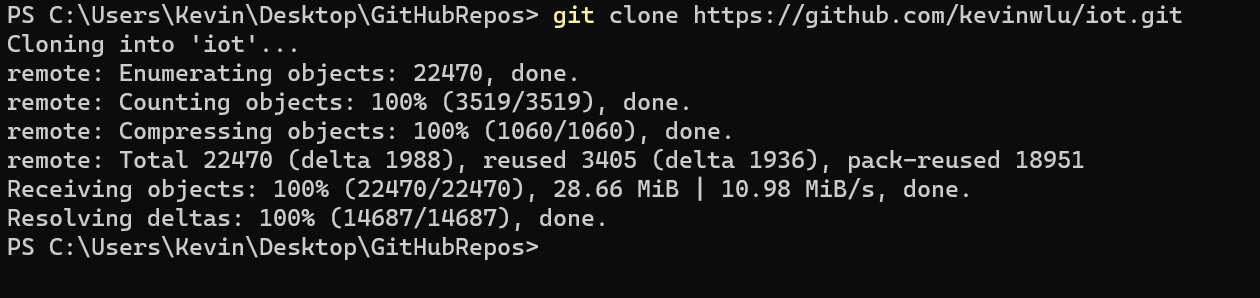 PS C:\Users\Kevin\Desktop\GitHubRepos> git clone https://github.com/kevinwlu/iot.git
Cloning into 'iot'...
remote: Enumerating objects: 22470, done.
remote: Counting objects: 100% (3519/3519), done.
remote: Compressing objects: 100% (1060/1060), done.
remote: Total 22470 (delta 1988), reused 3405 (delta 1936), pack-reused 18951
Receiving objects: 100% (22470/22470), 28.66 MiB | 10.98 MiB/s, done.
Resolving deltas: 100% (14687/14687), done.
PS C:\Users\Kevin\Desktop\GitHubRepos>